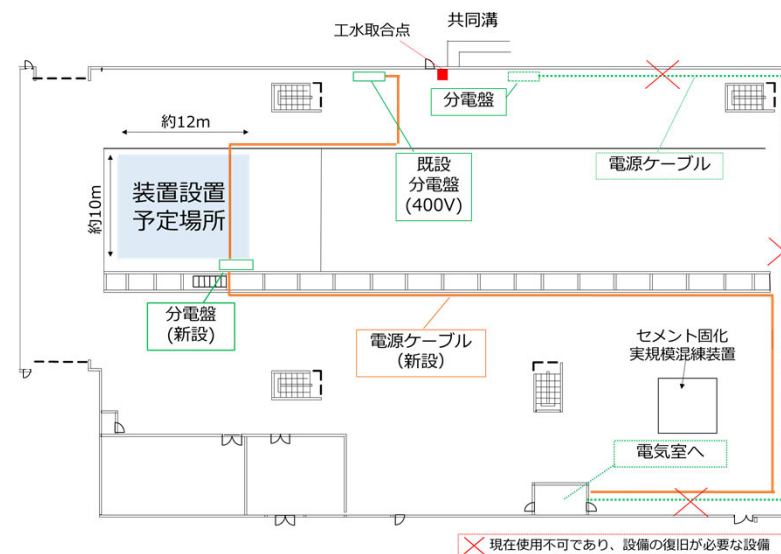 共同溝
工水取合点
分電盤
約12m
既設
分電盤
(400V)
電源ケーブル
約10m
装置設置
予定場所
分電盤
(新設)
電源ケーブル
(新設)
セメント固化
実規模混練装置
電気室へ
現在使用不可であり、設備の復旧が必要な設備